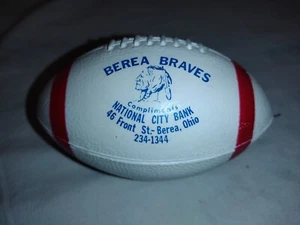 BEREA BRAVES
Compliments
NATIONAL CITY BANK
46 Front St.- Berea, Ohio
234-1344